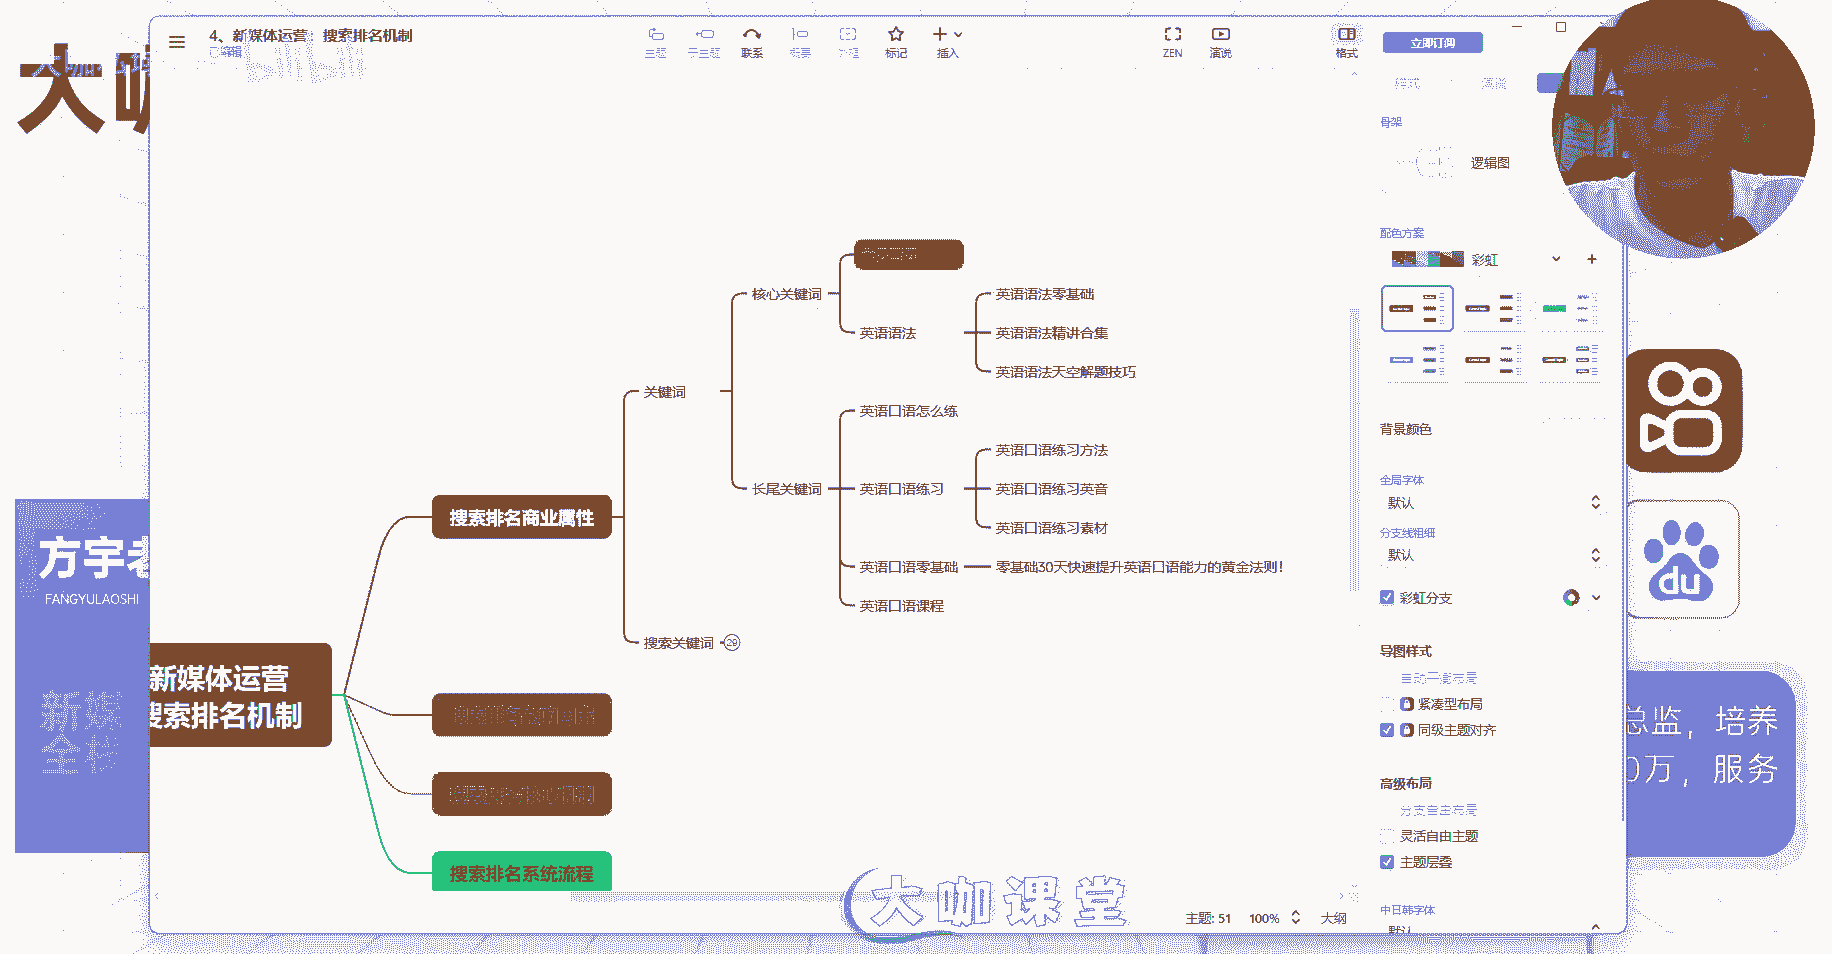 4、新媒体运营：搜索排名机制
已编辑
bilibili
主题
子主题
联系
概要
外框
标记
插入
ZEN
演说
格式
立即订阅
样式
演说
骨架
逻辑图
配色方案
彩虹
背景颜色
全局字体
默认
分支线粗细
默认
彩虹分支
导图样式
自动平衡布局
紧凑型布局
同级主题对齐
高级布局
分支自由布局
灵活自由主题
主题层叠
中日韩字体
默认
大咖
方宇老
FANGYULAOSHI
新媒
全栈
新媒体运营
搜索排名机制
搜索排名商业属性
关键词
核心关键词
英语语法
英语语法零基础
英语语法精讲合集
英语语法天空解题技巧
长尾关键词
英语口语怎么练
英语口语练习
英语口语练习方法
英语口语练习英音
英语口语练习素材
英语口语零基础
零基础30天快速提升英语口语能力的黄金法则！
英语口语课程
搜索关键词
29
搜索排名系统流程
du
总监，培养
0万，服务
大咖课堂
主题: 51
100%
大纲